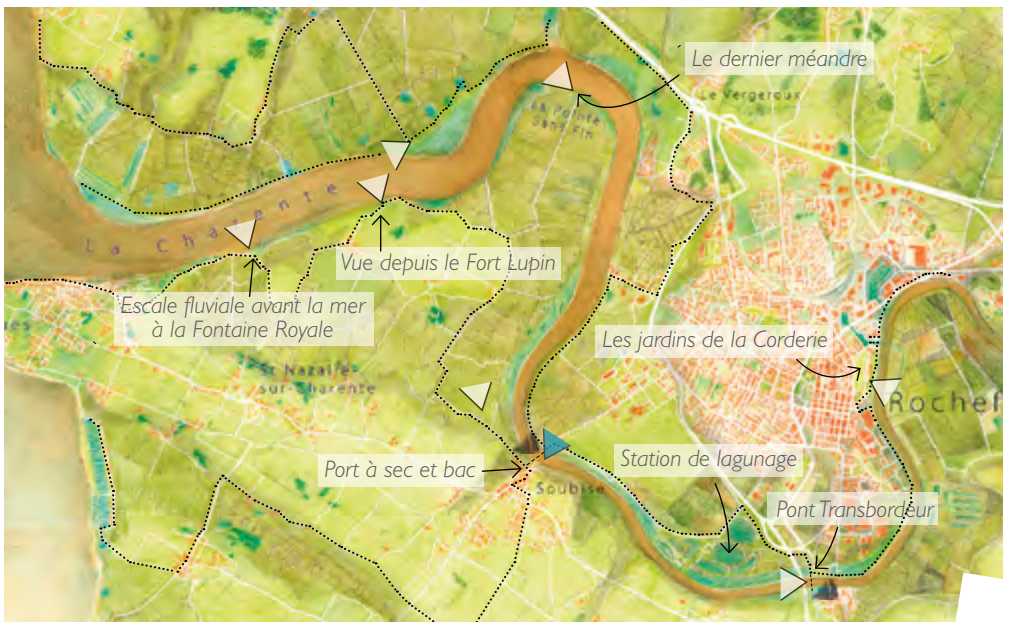 Le dernier méandre
Le Vergeroux
La Pointe
Sans Fin
La Charente
Vue depuis le Fort Lupin
Escale fluviale avant la mer
à la Fontaine Royale
ues
Les jardins de la Corderie
St Nazaire-
sur-Charente
Rochef
Station de lagunage
Port à sec et bac
Soubise
Pont Transbordeur